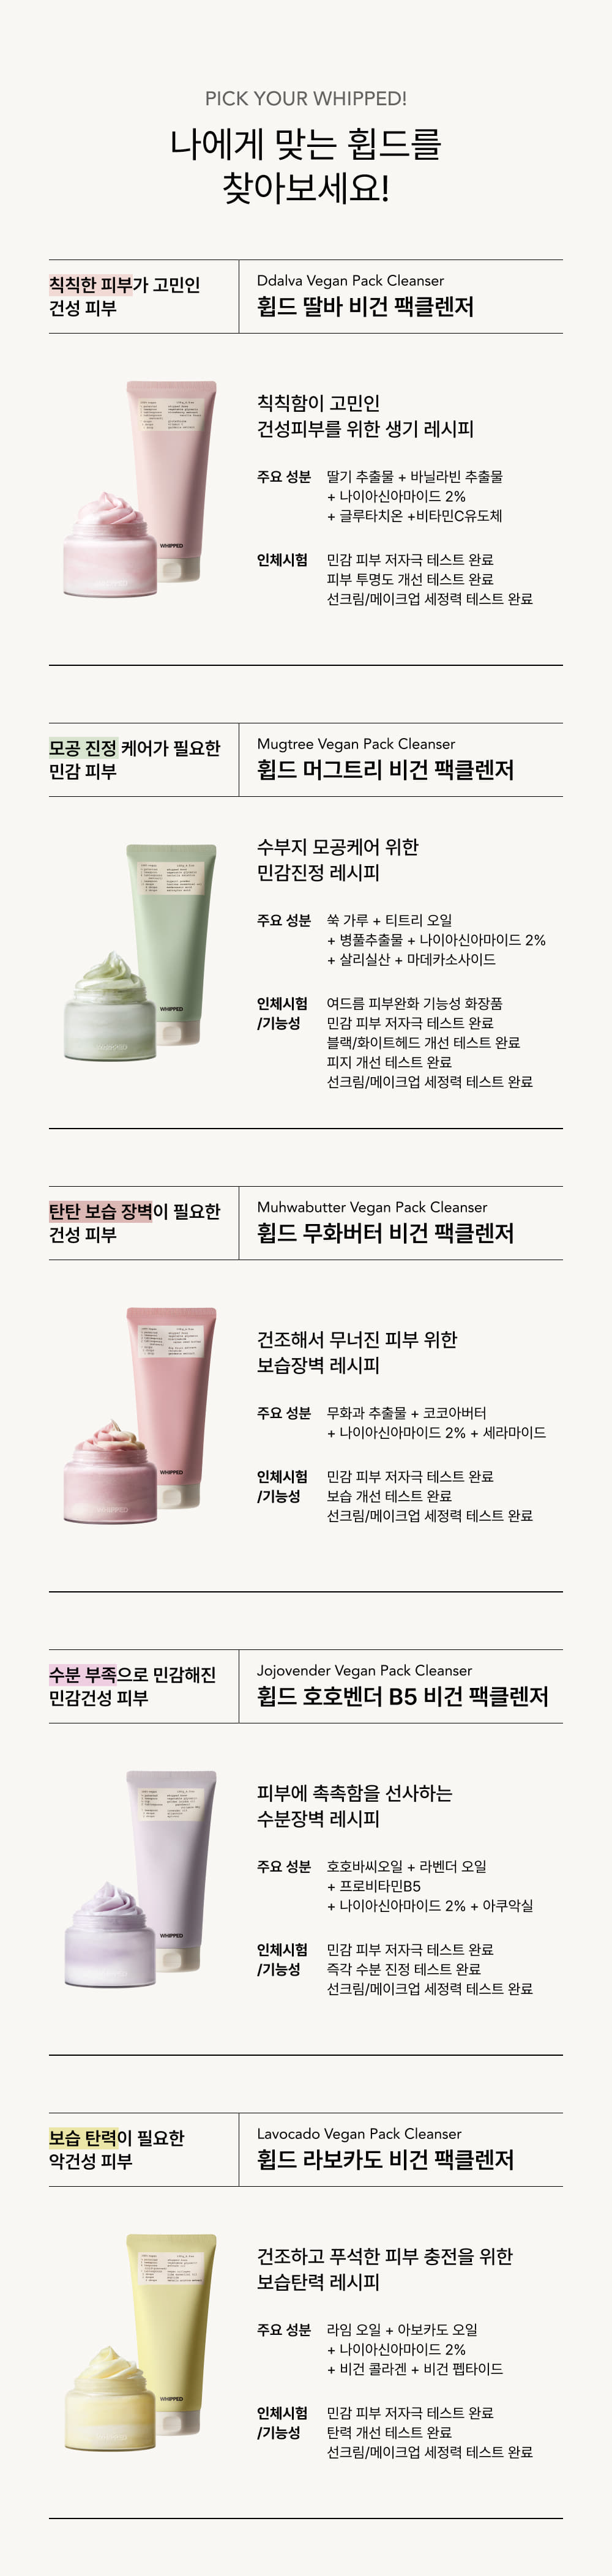 PICK YOUR WHIPPED!
나에게 맞는 휩드를
찾아보세요!
칙칙한 피부가 고민인
건성 피부
Ddalva Vegan Pack Cleanser
휩드 딸바 비건 팩클렌저
칙칙함이 고민인
건성피부를 위한 생기 레시피
주요 성분 딸기 추출물 + 바닐라빈 추출물
+ 나이아신아마이드 2%
+ 글루타치온 +비타민C유도체
인체시험 민감 피부 저자극 테스트 완료
피부 투명도 개선 테스트 완료
선크림/메이크업 세정력 테스트 완료
WHIPPED
모공 진정 케어가 필요한
민감 피부
Mugtree Vegan Pack Cleanser
휩드 머그트리 비건 팩클렌저
수부지 모공케어 위한
민감진정 레시피
주요 성분 쑥 가루 + 티트리 오일
+ 병풀추출물 + 나이아신아마이드 2%
+ 살리실산 + 마데카소사이드
인체시험 여드름 피부완화 기능성 화장품
/기능성 민감 피부 저자극 테스트 완료
블랙/화이트헤드 개선 테스트 완료
피지 개선 테스트 완료
선크림/메이크업 세정력 테스트 완료
WHIPPED
탄탄 보습 장벽이 필요한
건성 피부
Muhwabutter Vegan Pack Cleanser
휩드 무화버터 비건 팩클렌저
건조해서 무너진 피부 위한
보습장벽 레시피
주요 성분 무화과 추출물 + 코코아버터
+ 나이아신아마이드 2% + 세라마이드
인체시험 민감 피부 저자극 테스트 완료
/기능성 보습 개선 테스트 완료
선크림/메이크업 세정력 테스트 완료
WHIPPED
수분 부족으로 민감해진
민감건성 피부
Jojovender Vegan Pack Cleanser
휩드 호호벤더 B5 비건 팩클렌저
피부에 촉촉함을 선사하는
수분장벽 레시피
주요 성분 호호바씨오일 + 라벤더 오일
+ 프로비타민B5
+ 나이아신아마이드 2% + 아쿠악실
인체시험 민감 피부 저자극 테스트 완료
/기능성 즉각 수분 진정 테스트 완료
선크림/메이크업 세정력 테스트 완료
WHIPPED
보습 탄력이 필요한
악건성 피부
Lavocado Vegan Pack Cleanser
휩드 라보카도 비건 팩클렌저
건조하고 푸석한 피부 충전을 위한
보습탄력 레시피
주요 성분 라임 오일 + 아보카도 오일
+ 나이아신아마이드 2%
+ 비건 콜라겐 + 비건 펩타이드
인체시험 민감 피부 저자극 테스트 완료
/기능성 탄력 개선 테스트 완료
선크림/메이크업 세정력 테스트 완료
WHIPPED